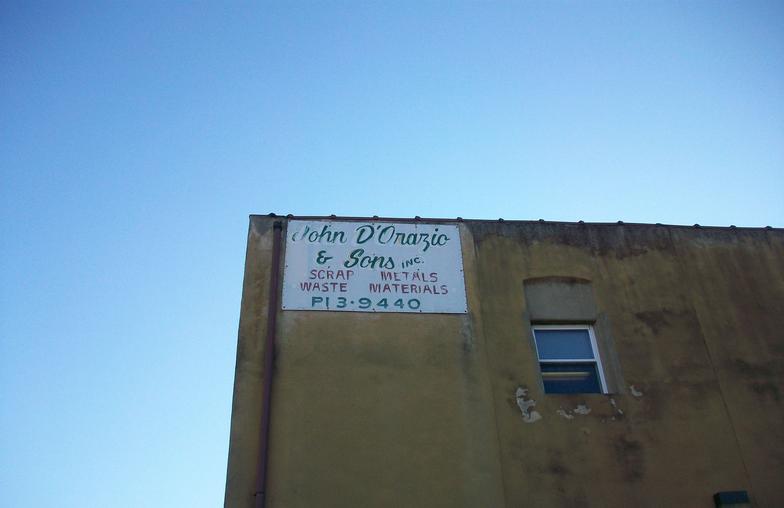 John D'Orazio
& Sons INC.
SCRAP METALS
WASTE MATERIALS
PI 3-9440